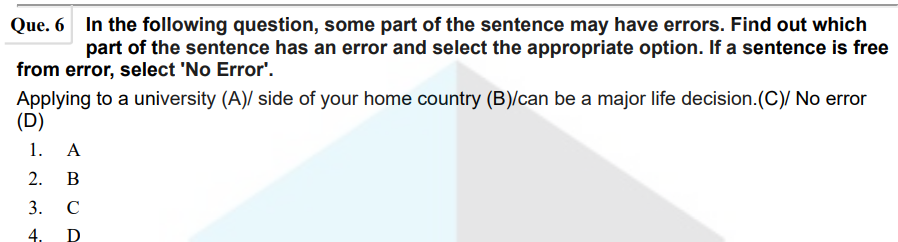 Que. 6 In the following question, some part of the sentence may have errors. Find out which
part of the sentence has an error and select the appropriate option. If a sentence is free
from error, select 'No Error'.
Applying to a university (A)/ side of your home country (B)/can be a major life decision.(C)/ No error
(D)
1. A
2. B
3. C
4. D